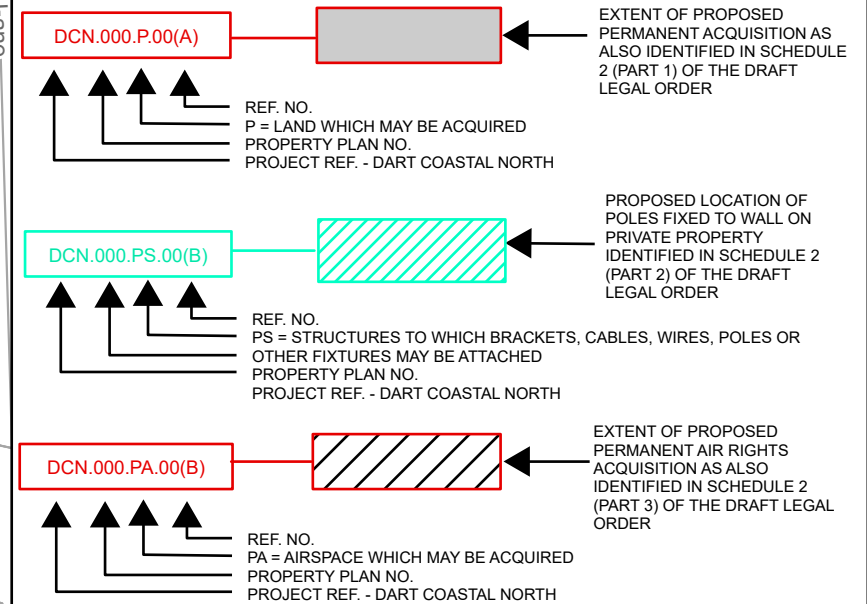 DCN.000.P.00(A)
EXTENT OF PROPOSED
PERMANENT ACQUISITION AS
ALSO IDENTIFIED IN SCHEDULE
2 (PART 1) OF THE DRAFT
LEGAL ORDER
REF. NO.
P = LAND WHICH MAY BE ACQUIRED
PROPERTY PLAN NO.
PROJECT REF. - DART COASTAL NORTH
DCN.000.PS.00(B)
PROPOSED LOCATION OF
POLES FIXED TO WALL ON
PRIVATE PROPERTY
IDENTIFIED IN SCHEDULE 2
(PART 2) OF THE DRAFT
LEGAL ORDER
REF. NO.
PS = STRUCTURES TO WHICH BRACKETS, CABLES, WIRES, POLES OR
OTHER FIXTURES MAY BE ATTACHED
PROPERTY PLAN NO.
PROJECT REF. - DART COASTAL NORTH
DCN.000.PA.00(B)
EXTENT OF PROPOSED
PERMANENT AIR RIGHTS
ACQUISITION AS ALSO
IDENTIFIED IN SCHEDULE 2
(PART 3) OF THE DRAFT LEGAL
ORDER
REF. NO.
PA = AIRSPACE WHICH MAY BE ACQUIRED
PROPERTY PLAN NO.
PROJECT REF. - DART COASTAL NORTH